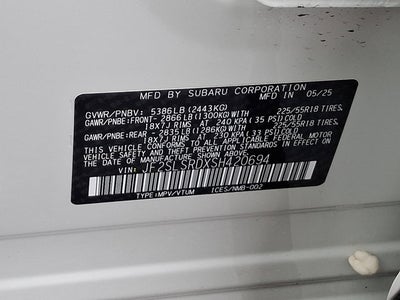 MFD BY SUBARU CORPORATION
MFD IN 05/25
GVWR/PNBV: 5386LB (2443KG)
GAWR/PNBE:FRONT- 2866LB(1300KG)WITH 225/55R18 TIRES,
18X7J RIMS, AT 240 KPA(35 PSI)COLD
GAWR/PNBE:REAR - 2835LB(1286KG)WITH 225/55R18 TIRES,
18X7J RIMS, AT 230 KPA(33 PSI)COLD
THIS VEHICLE CONFORMS TO ALL APPLICABLE FEDERAL MOTOR
VEHICLE SAFETY STANDARDS IN EFFECT ON THE DATE OF
MANUFACTURE SHOWN ABOVE.
VIN: JF2SLSRDXSH420694
TYPE:MPV/VTUM ICES/NMB-002